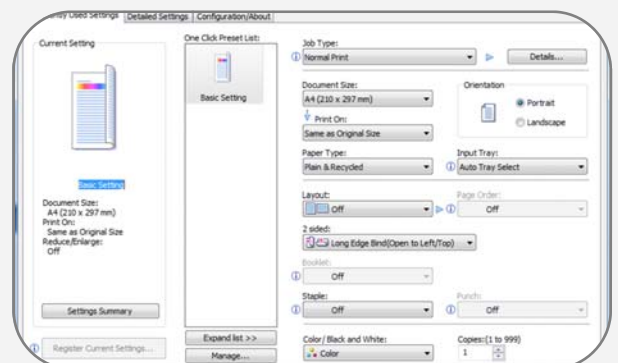 Frequently Used Settings Detailed Settings Configuration/About
Current Setting
One Click Preset List:
Job Type:
Normal Print
Details...
Basic Setting
Document Size:
A4 (210 x 297 mm)
Orientation
Portrait
Landscape
Print On:
Same as Original Size
Paper Type:
Plain & Recycled
Input Tray:
Auto Tray Select
Basic Setting
Document Size:
A4 (210 x 297 mm)
Print On:
Same as Original Size
Reduce/Enlarge:
Off
Layout:
Off
Page Order:
Off
2 sided:
Long Edge Bind(Open to Left/Top)
Booklet:
Off
Settings Summary
Staple:
Off
Punch:
Off
Register Current Settings...
Expand list >>
Manage...
Color/ Black and White:
Color
Copies:(1 to 999)
1